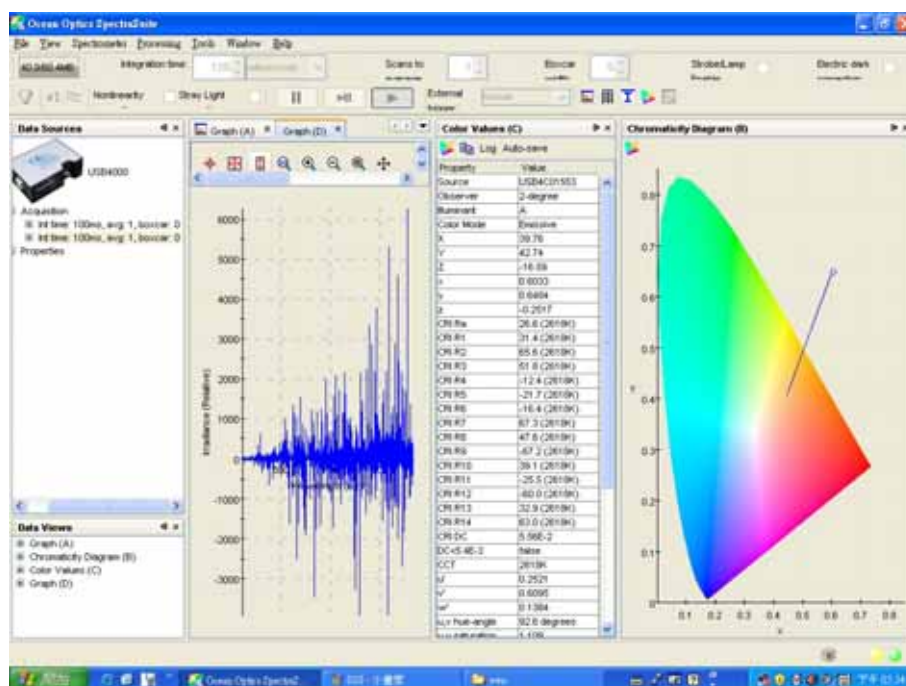 Ocean Optics SpectraSuite
File View Spectrometer Processing Tools Window Help
Integration time
Scans to
Boxcar
Strobe/Lamp
Electric dark
Nonlinearity
Stray Light
External
Data Sources
USB4000
Acquisition
Int time: 100ms, avg: 1, boxcar: 0
Int time: 100ms, avg: 1, boxcar: 0
Properties
Data Views
Graph (A)
Chromaticity Diagram (B)
Color Values (C)
Graph (D)
Graph (A)
Graph (D)
Irradiance (Relative)
6000
5000
4000
3000
2000
1000
0
-1000
-2000
-3000
Color Values (C)
Log Auto-save
Property Value
Source USB4C01553
Observer 2-degree
Illuminant A
Color Mode Emissive
X 39.76
Y 42.74
Z
x 0.6033
y 0.6484
z -0.2517
CRI Ra 26.6 (2618K)
CRI R1 31.4 (2618K)
CRI R2 65.6 (2618K)
CRI R3 51.8 (2618K)
CRI R4 -12.4 (2618K)
CRI R5 -21.7 (2618K)
CRI R6 -16.4 (2618K)
CRI R7 67.3 (2618K)
CRI R8 47.6 (2618K)
CRI R9 -67.2 (2618K)
CRI R10 39.1 (2618K)
CRI R11 -25.5 (2618K)
CRI R12 -60.0 (2618K)
CRI R13 32.9 (2618K)
CRI R14 63.0 (2618K)
CRI DC 5.56E-2
DC<5.4E-3 false
CCT 2618K
u' 0.2521
v' 0.6095
w' 0.1384
u,v hue-angle 92.6 degrees
Chromaticity Diagram (B)
0.8
0.7
0.6
0.5
0.4
0.3
0.2
0.1
0
0.1 0.2 0.3 0.4 0.5 0.6 0.7 0.8
y
x
Ocean Optics Spectra...